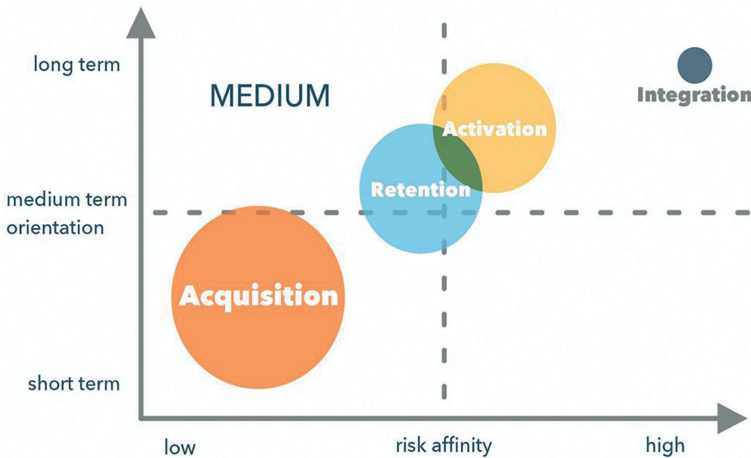 long term
MEDIUM
Integration
Activation
Retention
medium term
orientation
Acquisition
short term
low
risk affinity
high